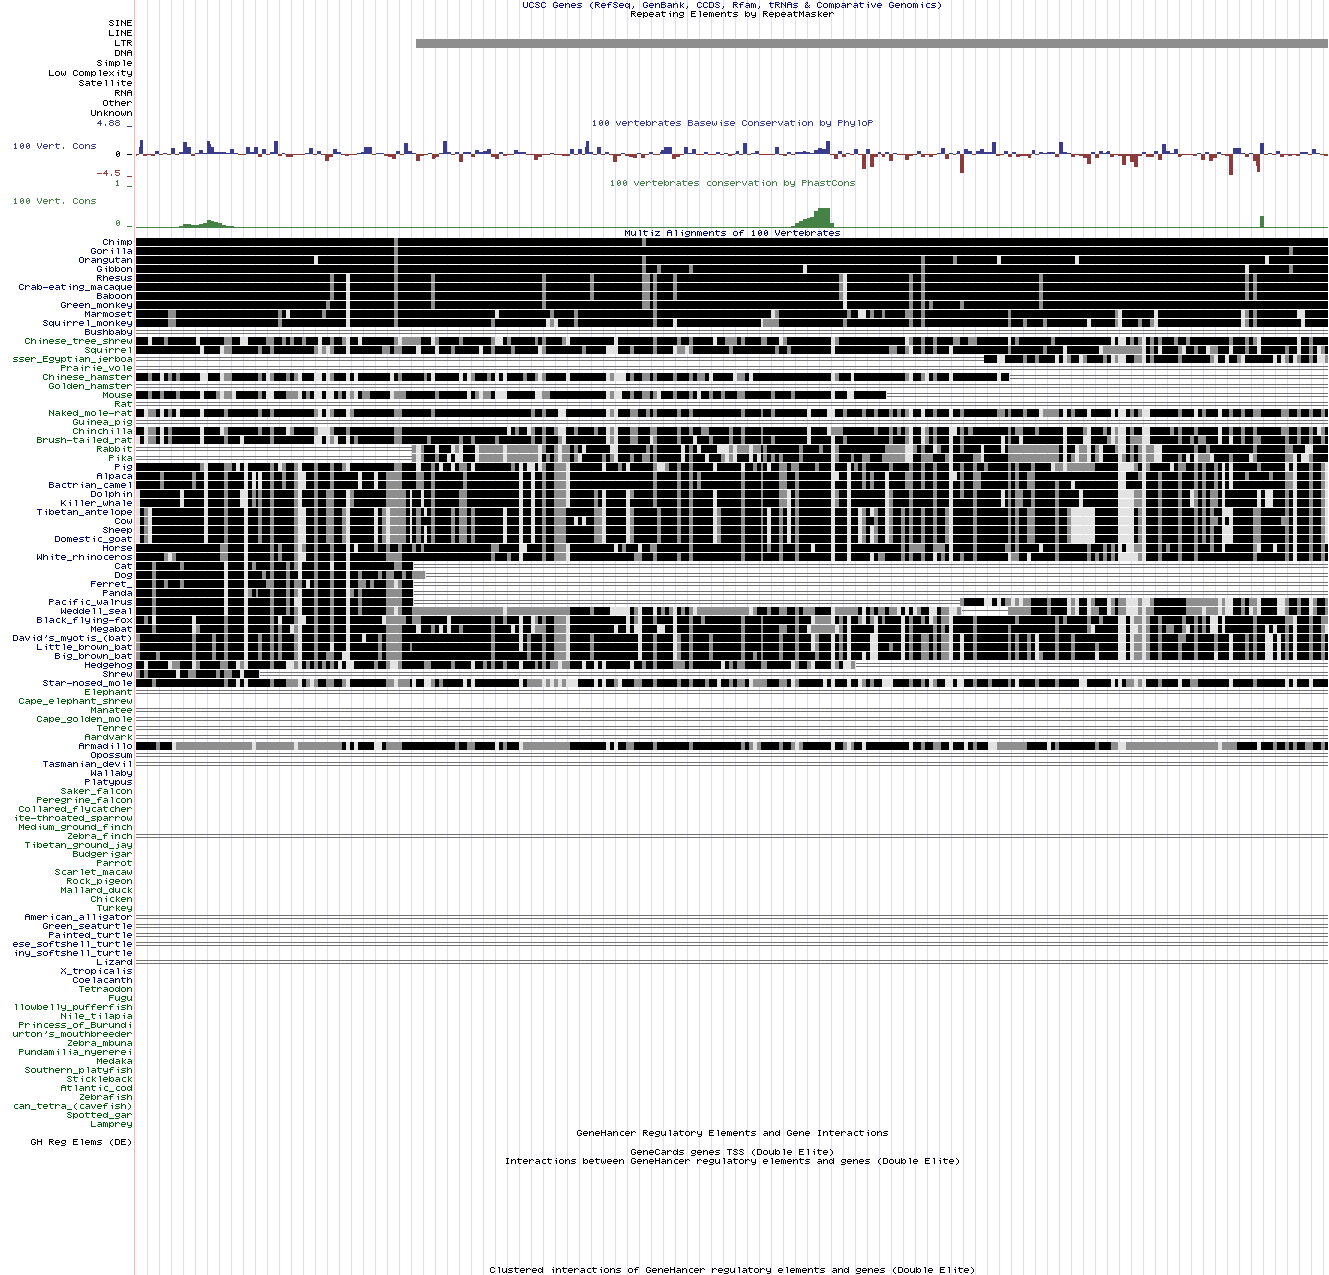 UCSC Genes (RefSeq, GenBank, CCDS, Rfam, tRNAs & Comparative Genomics)
Repeating Elements by RepeatMasker
SINE
LINE
LTR
DNA
Simple
Low Complexity
Satellite
RNA
Other
Unknown
4.88 _
100 vertebrates Basewise Conservation by PhyloP
100 Vert. Cons
0 -
-4.5 _
1 _
100 vertebrates conservation by PhastCons
100 Vert. Cons
0 _
Multiz Alignments of 100 Vertebrates
Chimp
Gorilla
Orangutan
Gibbon
Rhesus
Crab-eating_macaque
Baboon
Green_monkey
Marmoset
Squirrel_monkey
Bushbaby
Chinese_tree_shrew
Squirrel
sser_Egyptian_jerboa
Prairie_vole
Chinese_hamster
Golden_hamster
Mouse
Rat
Naked_mole-rat
Guinea_pig
Chinchilla
Brush-tailed_rat
Rabbit
Pika
Pig
Alpaca
Bactrian_camel
Dolphin
Killer_whale
Tibetan_antelope
Cow
Sheep
Domestic_goat
Horse
White_rhinoceros
Cat
Dog
Ferret_
Panda
Pacific_walrus
Weddell_seal
Black_flying-fox
Megabat
David's_myotis_(bat)
Little_brown_bat
Big_brown_bat
Hedgehog
Shrew
Star-nosed_mole
Elephant
Cape_elephant_shrew
Manatee
Cape_golden_mole
Tenrec
Aardvark
Armadillo
Opossum
Tasmanian_devil
Wallaby
Platypus
Saker_falcon
Peregrine_falcon
Collared_flycatcher
ite-throated_sparrow
Medium_ground_finch
Zebra_finch
Tibetan_ground_jay
Budgerigar
Parrot
Scarlet_macaw
Rock_pigeon
Mallard_duck
Chicken
Turkey
American_alligator
Green_seaturtle
Painted_turtle
ese_softshell_turtle
iny_softshell_turtle
Lizard
X_tropicalis
Coelacanth
Tetraodon
Fugu
llowbelly_pufferfish
Nile_tilapia
Princess_of_Burundi
urton's_mouthbreeder
Zebra_mbuna
Pundamilia_nyererei
Medaka
Southern_platyfish
Stickleback
Atlantic_cod
Zebrafish
can_tetra_(cavefish)
Spotted_gar
Lamprey
GeneHancer Regulatory Elements and Gene Interactions
GH Reg Elems (DE)
GeneCards genes TSS (Double Elite)
Interactions between GeneHancer regulatory elements and genes (Double Elite)
Clustered interactions of GeneHancer regulatory elements and genes (Double Elite)